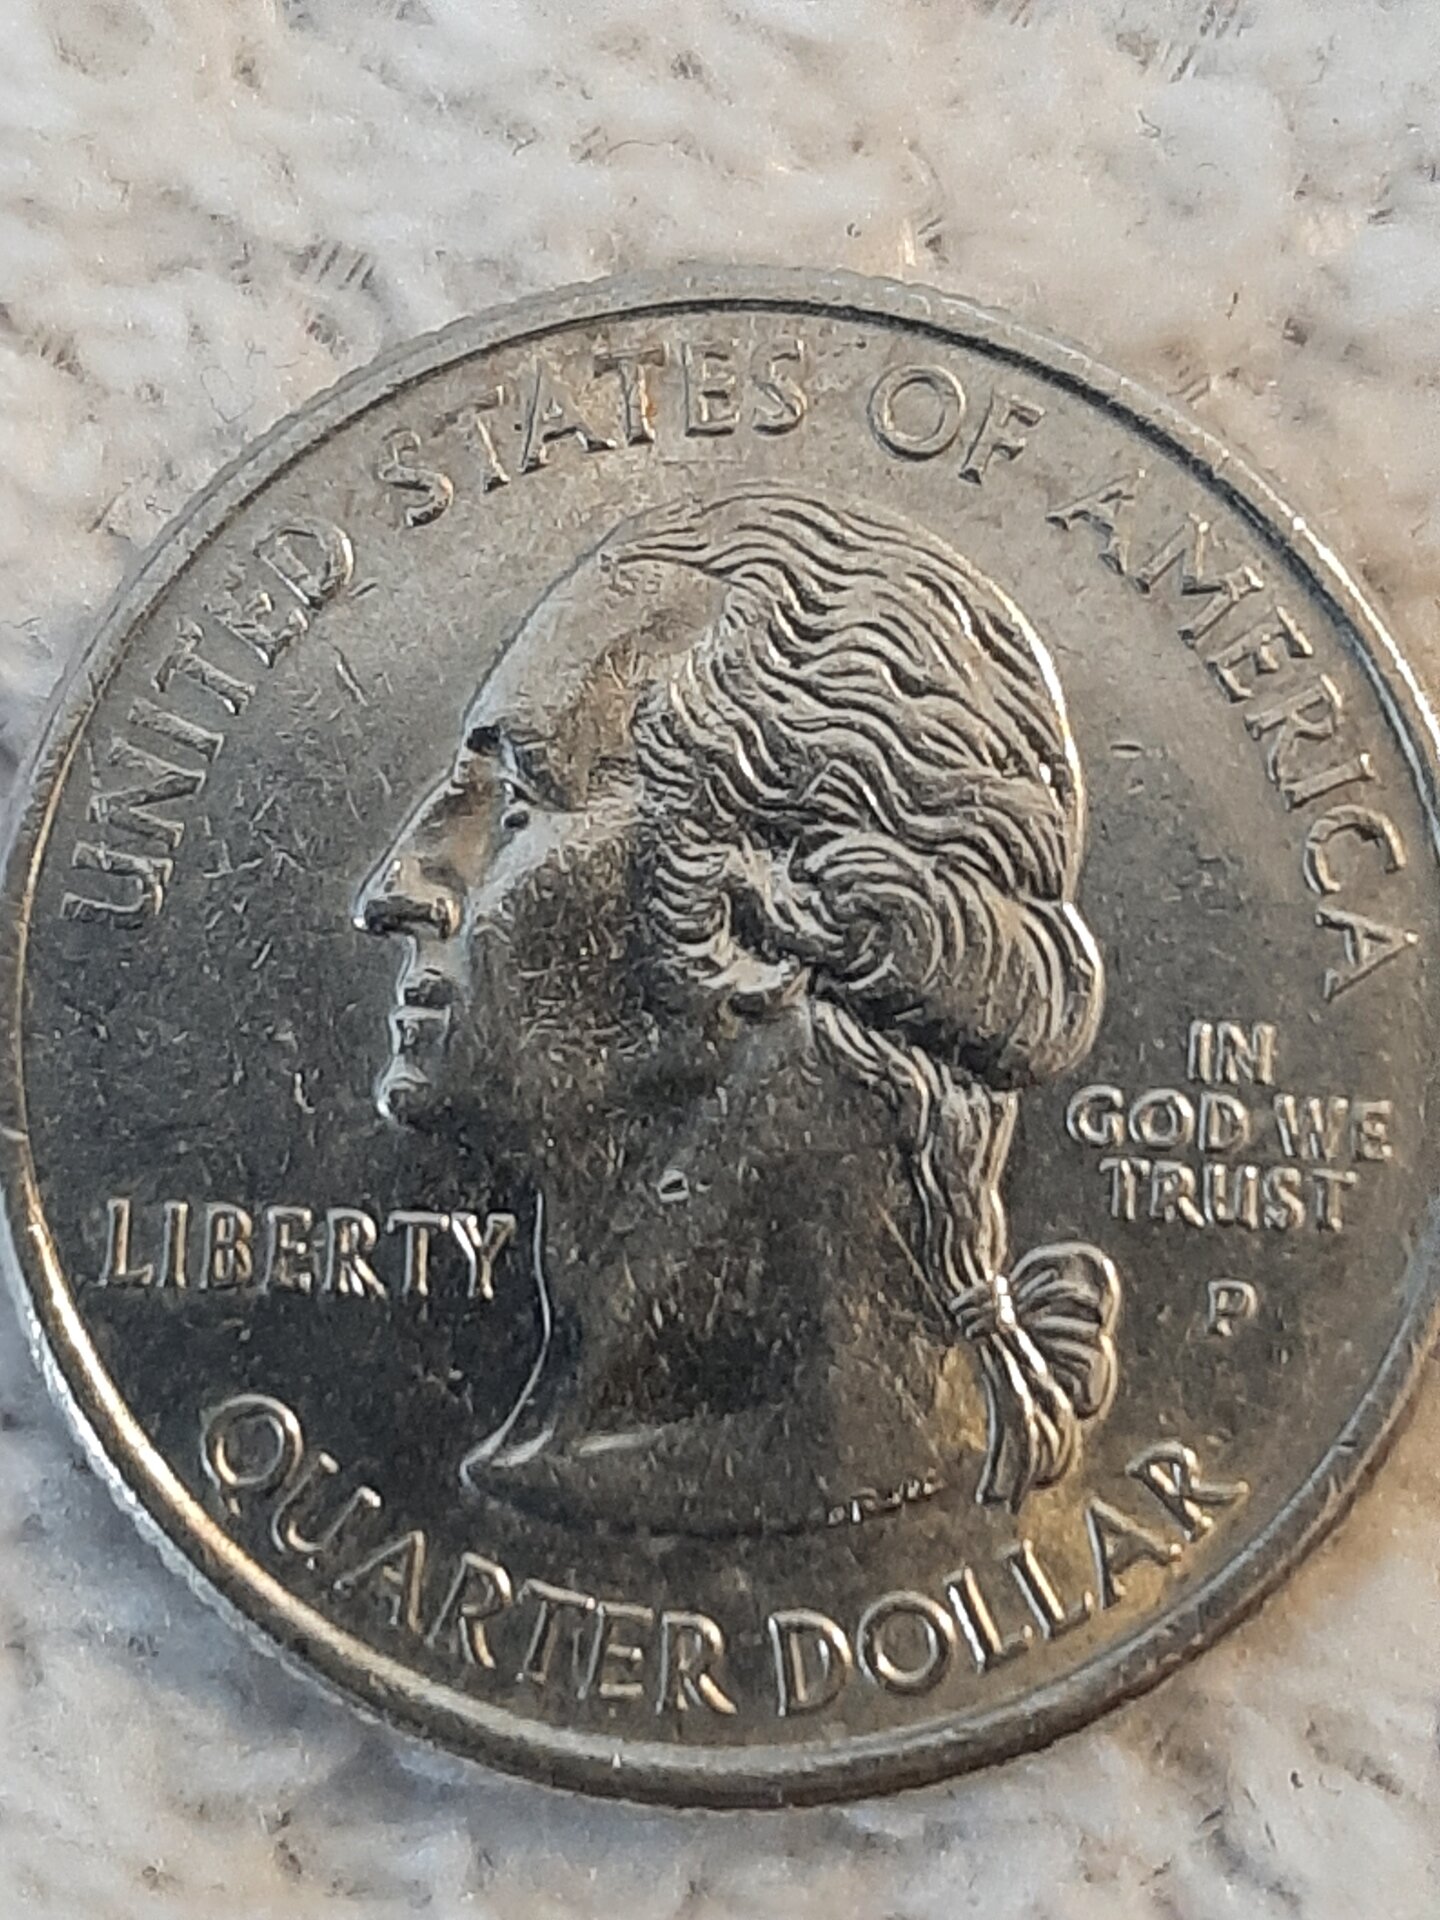 UNITED STATES OF AMERICA
LIBERTY
IN
GOD WE
TRUST
P
QUARTER DOLLAR